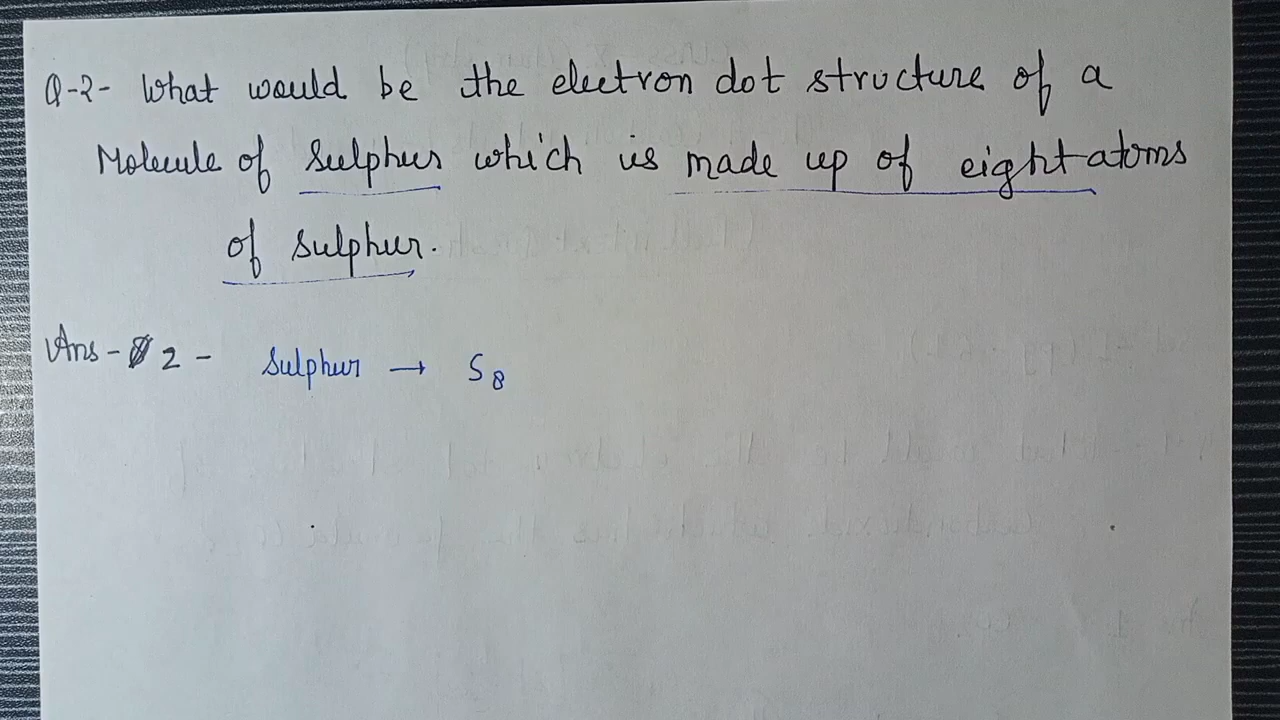 Q-2- What would be the electron dot structure of a
Molecule of Sulphur which is made up of eight atoms
of Sulphur.
Ans - 2 - Sulphur → S₈